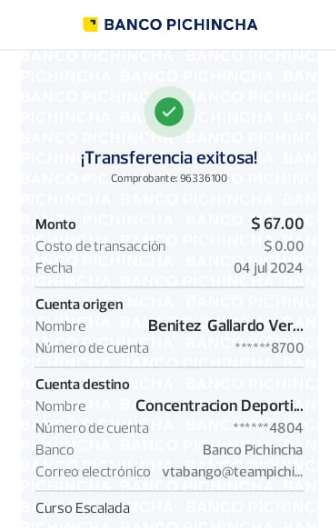 BANCO PICHINCHA
¡Transferencia exitosa!
Comprobante: 96336100
Monto $ 67.00
Costo de transacción $ 0.00
Fecha 04 jul 2024
Cuenta origen
Nombre Benitez Gallardo Ver...
Número de cuenta ******8700
Cuenta destino
Nombre Concentracion Deporti...
Número de cuenta ******4804
Banco Banco Pichincha
Correo electrónico vtabango@teampichi...
Curso Escalada